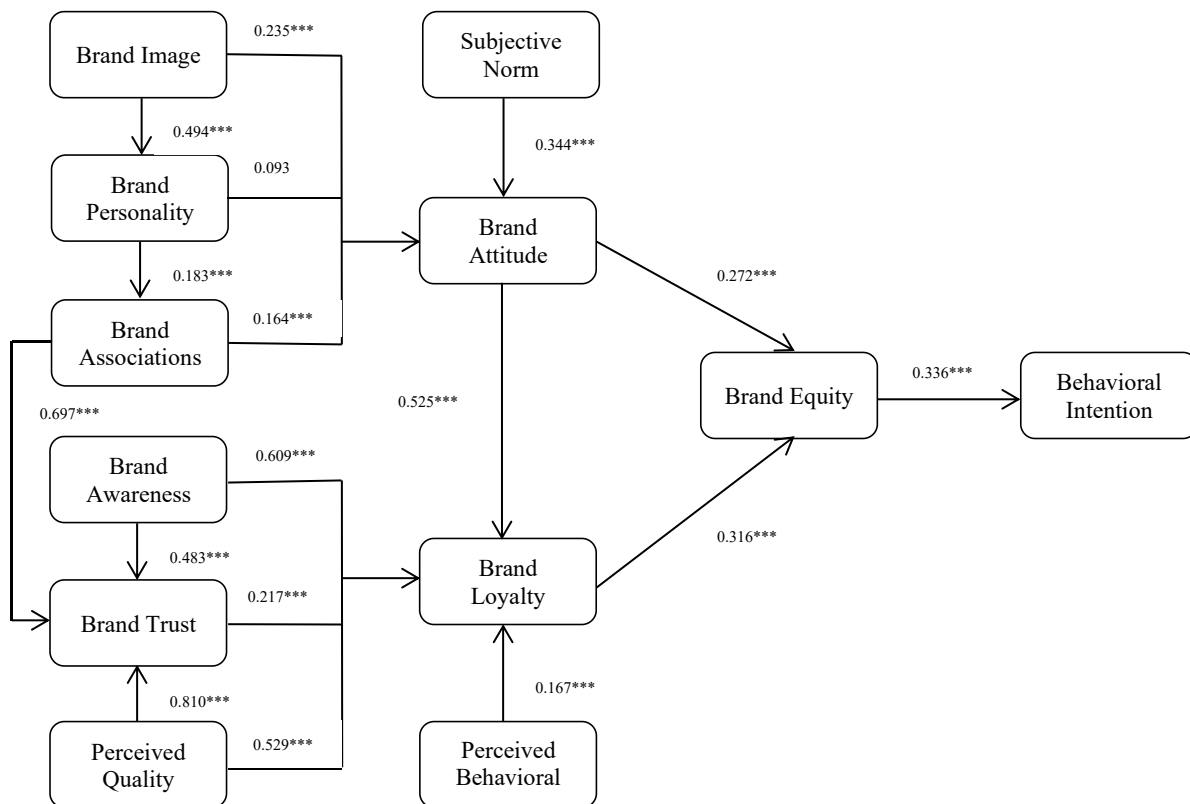 Brand Image
0.235***
Subjective
Norm
0.494***
0.344***
Brand
Personality
0.093
Brand
Attitude
0.183***
0.272***
Brand
Associations
0.164***
Brand Equity
0.336***
Behavioral
Intention
0.697***
0.525***
Brand
Awareness
0.609***
0.483***
0.316***
Brand Trust
0.217***
Brand
Loyalty
0.810***
0.167***
Perceived
Quality
0.529***
Perceived
Behavioral